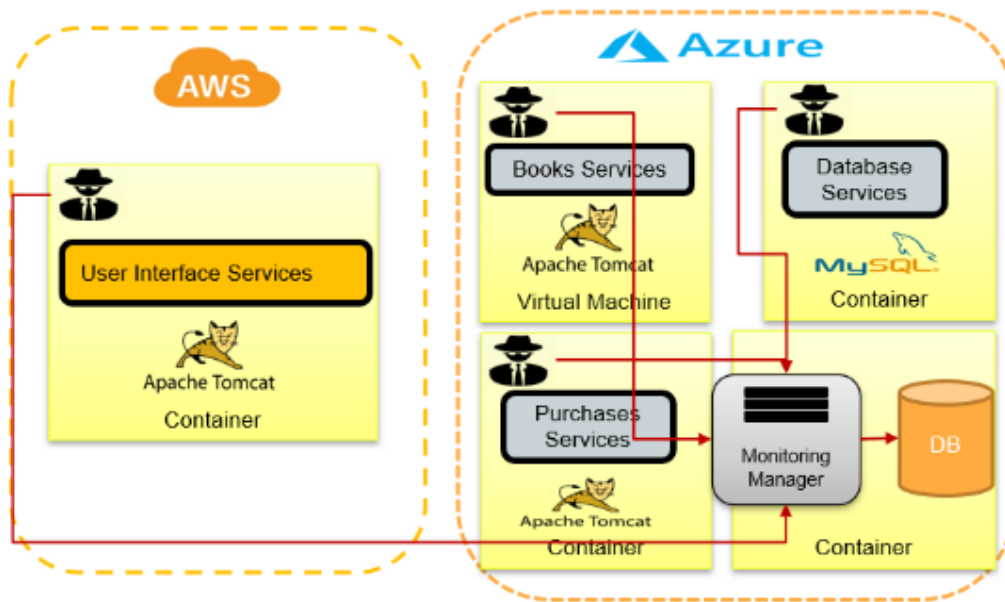 AWS
User Interface Services
Apache Tomcat
Container
Azure
Books Services
Apache Tomcat
Virtual Machine
Database
Services
MySQL
Container
Purchases
Services
Apache Tomcat
Container
Monitoring
Manager
DB
Container